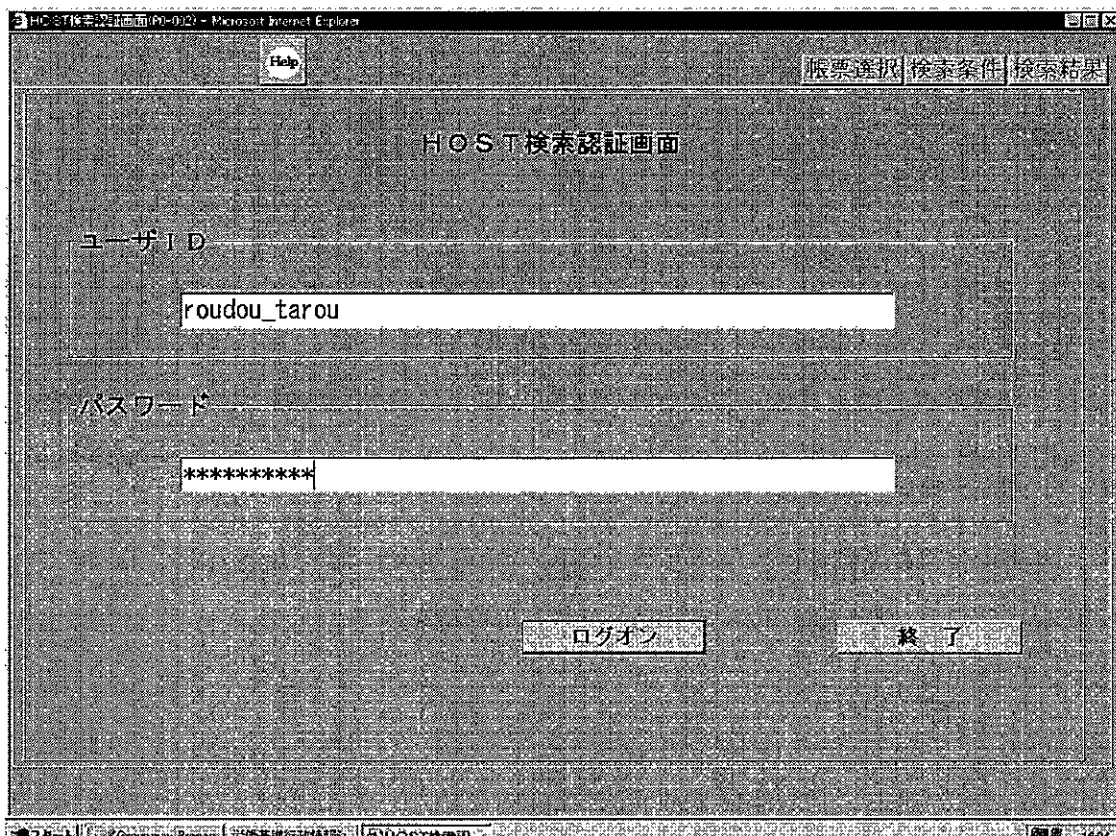 HOST検索認証画面(P0-002) - Microsoft Internet Explorer
Help
帳票選択 検索条件 検索結果
HOST検索認証画面
ユーザID
roudou_tarou
パスワード
**********
ログオン 終了
スタート